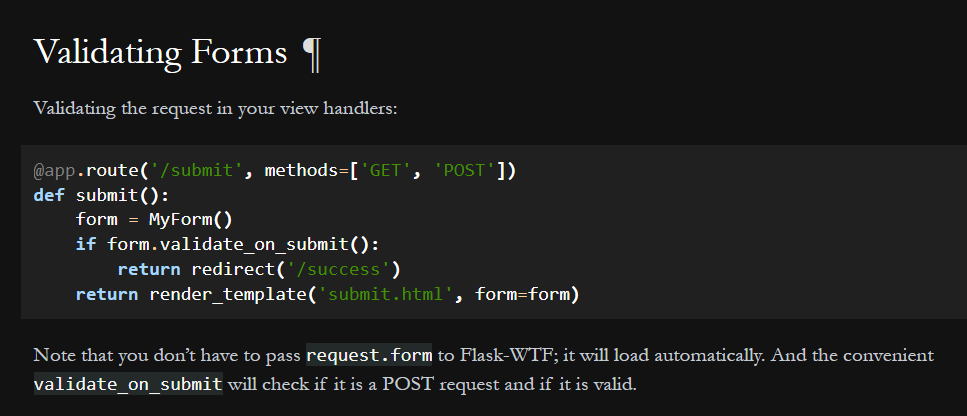 Validating Forms ¶
Validating the request in your view handlers:
@app.route('/submit', methods=['GET', 'POST'])
def submit():
    form = MyForm()
    if form.validate_on_submit():
        return redirect('/success')
    return render_template('submit.html', form=form)
Note that you don’t have to pass request.form to Flask-WTF; it will load automatically. And the convenient
validate_on_submit will check if it is a POST request and if it is valid.